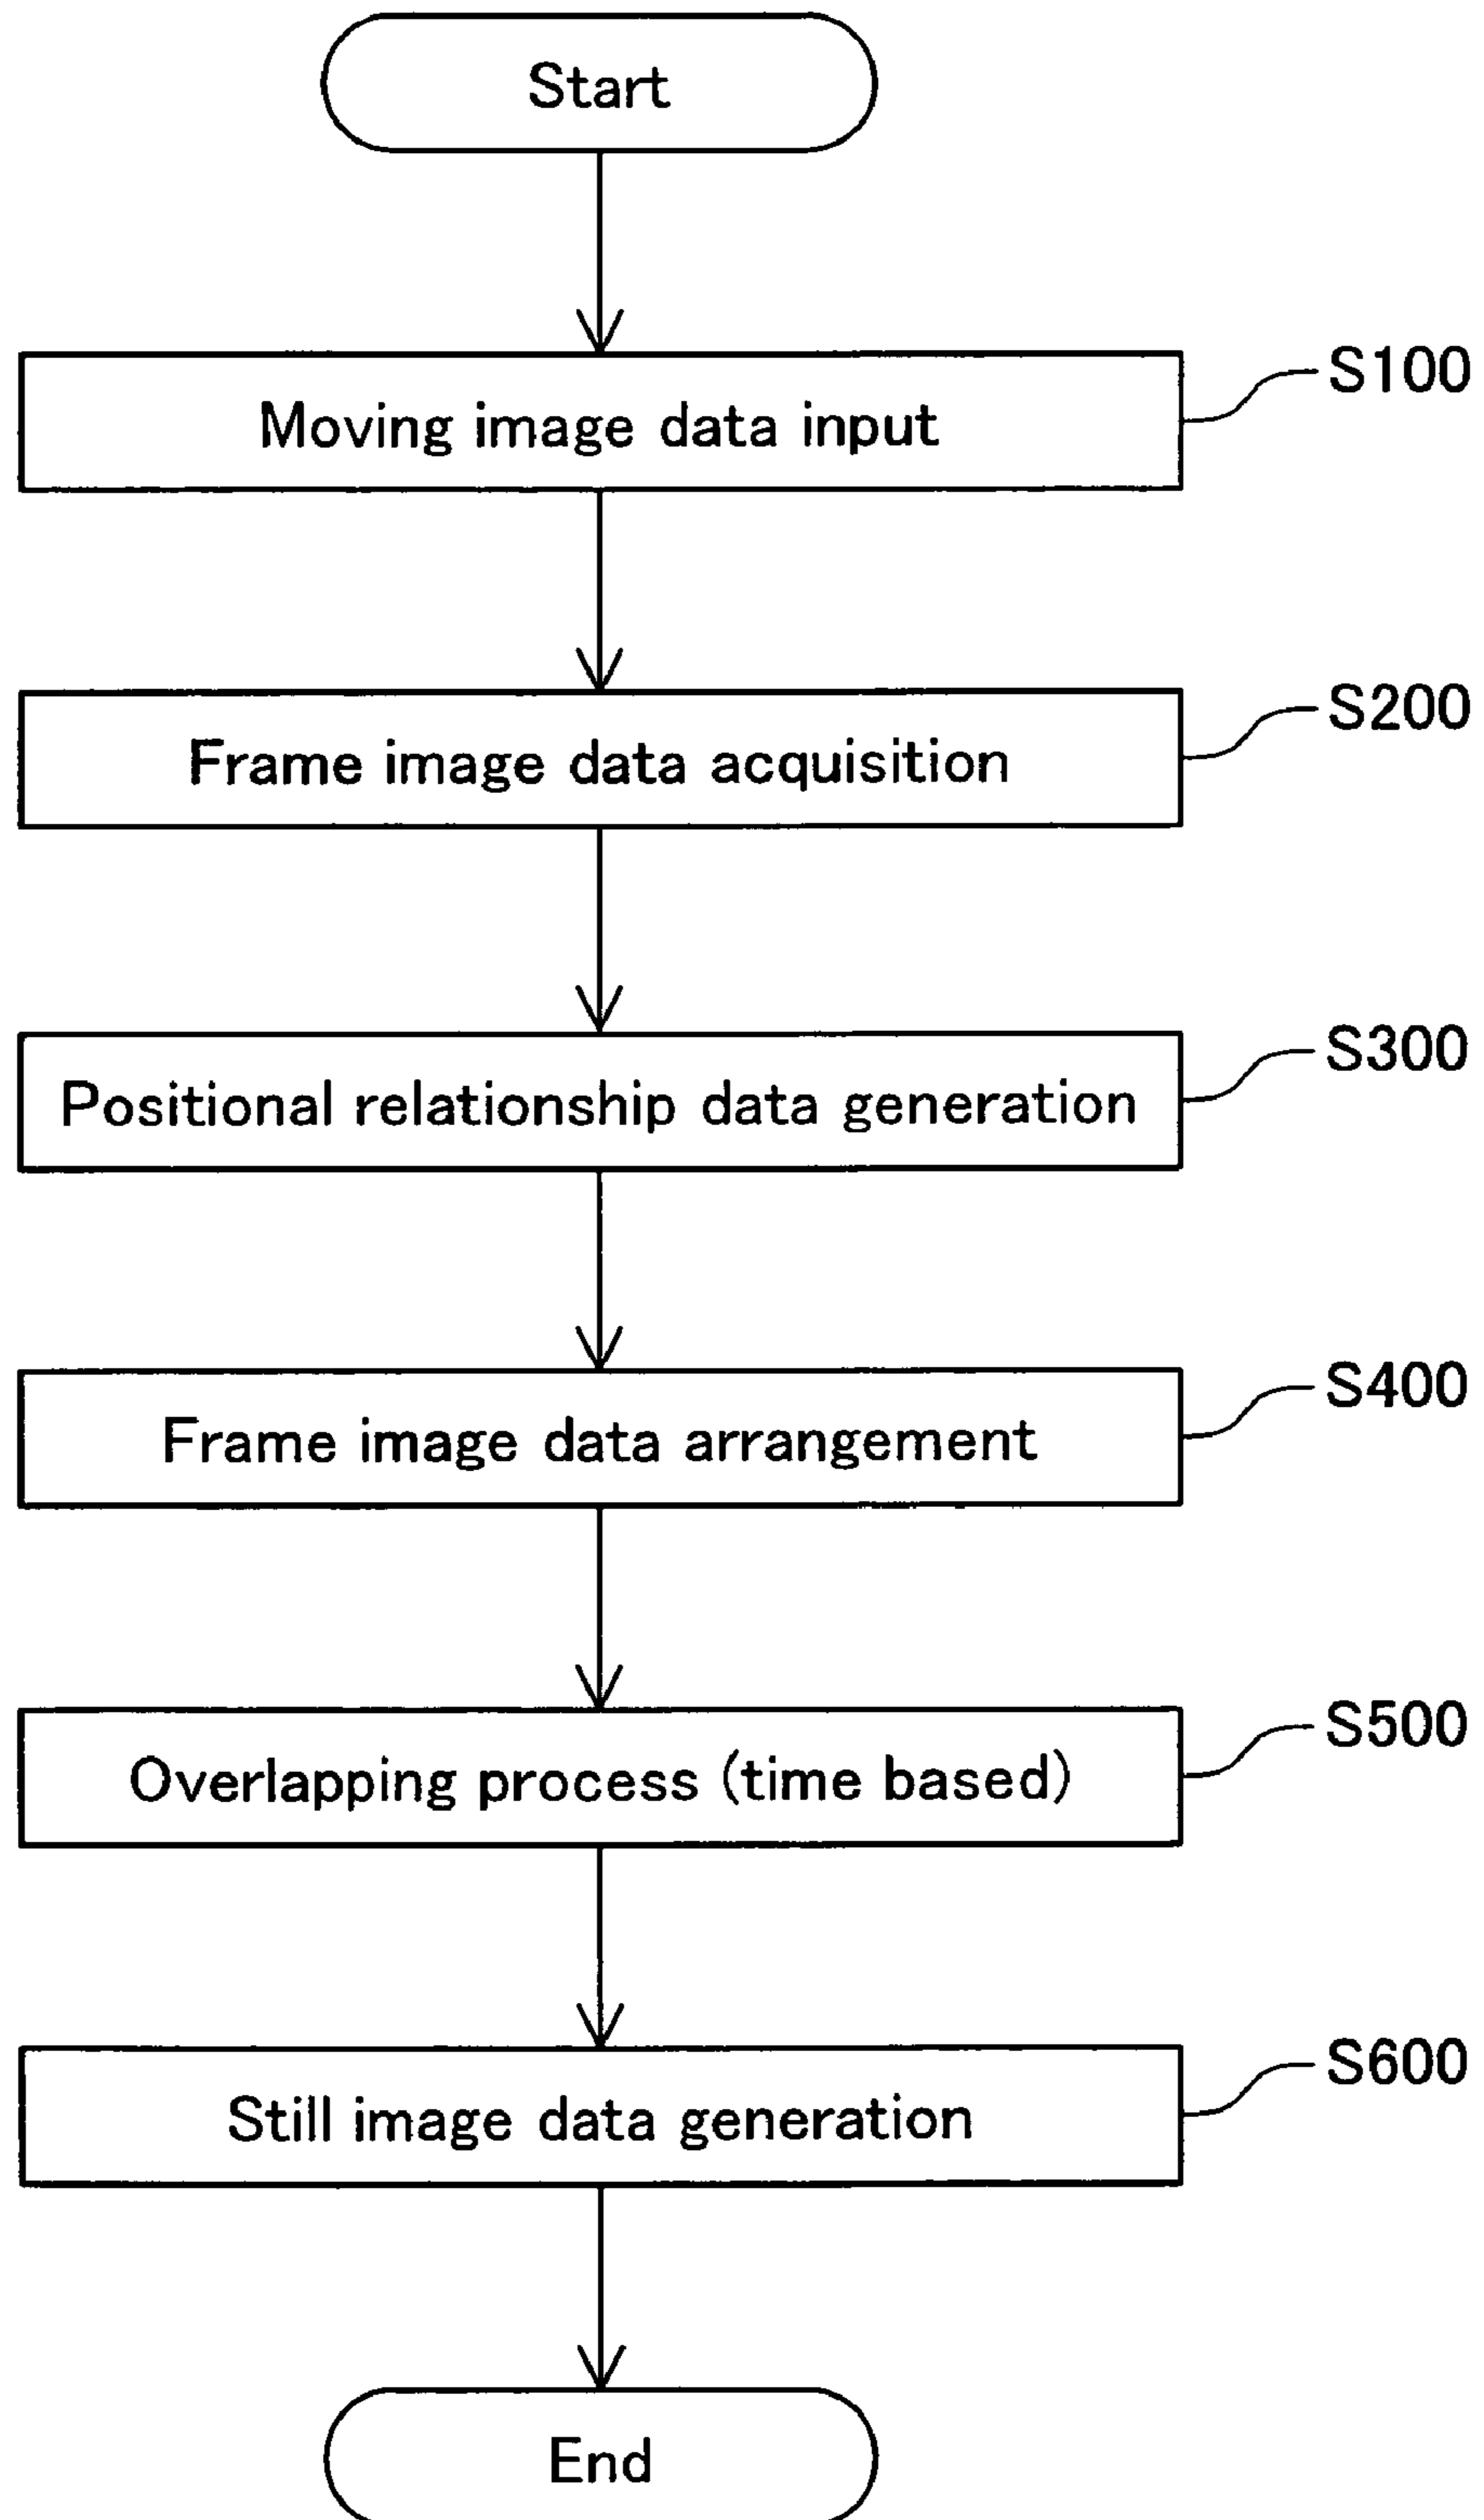 Start
Moving image data input
S100
Frame image data acquisition
S200
Positional relationship data generation
S300
Frame image data arrangement
S400
Overlapping process (time based)
S500
Still image data generation
S600
End